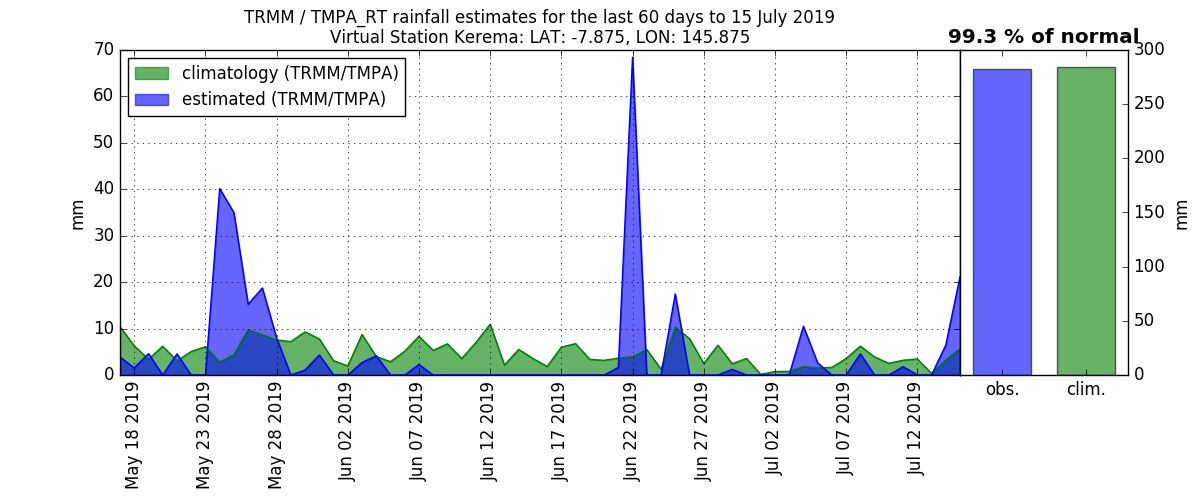 TRMM / TMPA_RT rainfall estimates for the last 60 days to 15 July 2019
Virtual Station Kerema: LAT: -7.875, LON: 145.875
99.3 % of normal
climatology (TRMM/TMPA)
estimated (TRMM/TMPA)
70
60
50
40
30
20
10
0
mm
May 18 2019
May 23 2019
May 28 2019
Jun 02 2019
Jun 07 2019
Jun 12 2019
Jun 17 2019
Jun 22 2019
Jun 27 2019
Jul 02 2019
Jul 07 2019
Jul 12 2019
300
250
200
150
100
50
0
mm
obs.
clim.